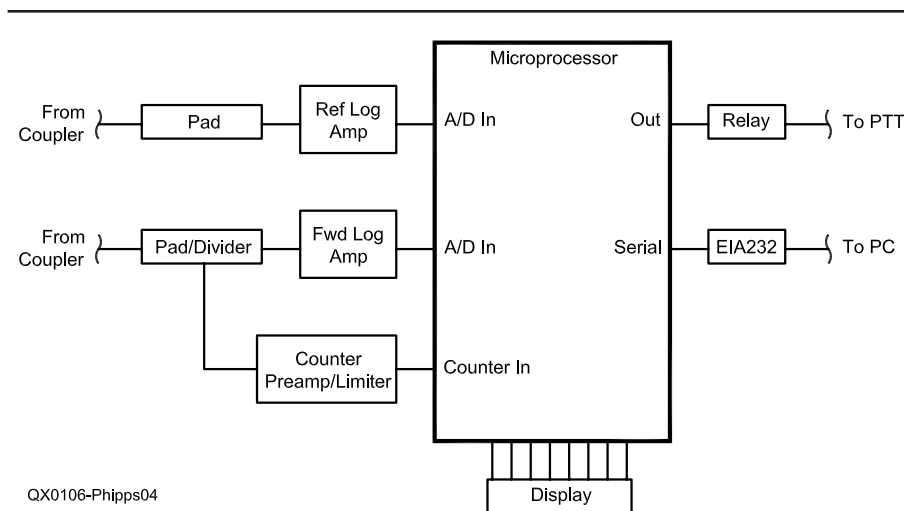 Microprocessor
From
Coupler
Pad
Ref Log
Amp
A/D In
Out
Relay
To PTT
From
Coupler
Pad/Divider
Fwd Log
Amp
A/D In
Serial
EIA232
To PC
Counter
Preamp/Limiter
Counter In
Display
QX0106-Phipps04